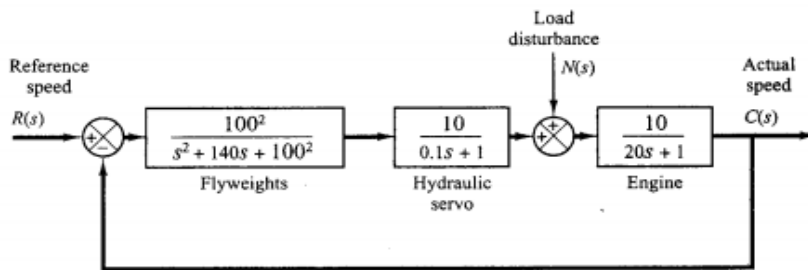 Load
disturbance
Reference
speed
N(s)
Actual
speed
R(s)
C(s)
+
−
100²
s² + 140s + 100²
10
0.1s + 1
+
+
10
20s + 1
Flyweights
Hydraulic
servo
Engine